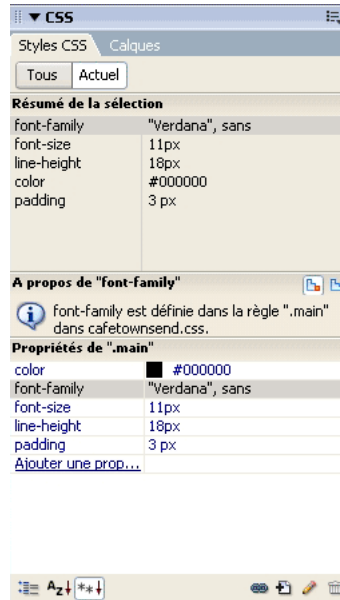 CSS
Styles CSS Calques
Tous Actuel
Résumé de la sélection
font-family "Verdana", sans
font-size 11px
line-height 18px
color #000000
padding 3 px
A propos de "font-family"
font-family est définie dans la règle ".main"
dans cafetownsend.css.
Propriétés de ".main"
color #000000
font-family "Verdana", sans
font-size 11px
line-height 18px
padding 3 px
Ajouter une prop...
AZ↓ **↓